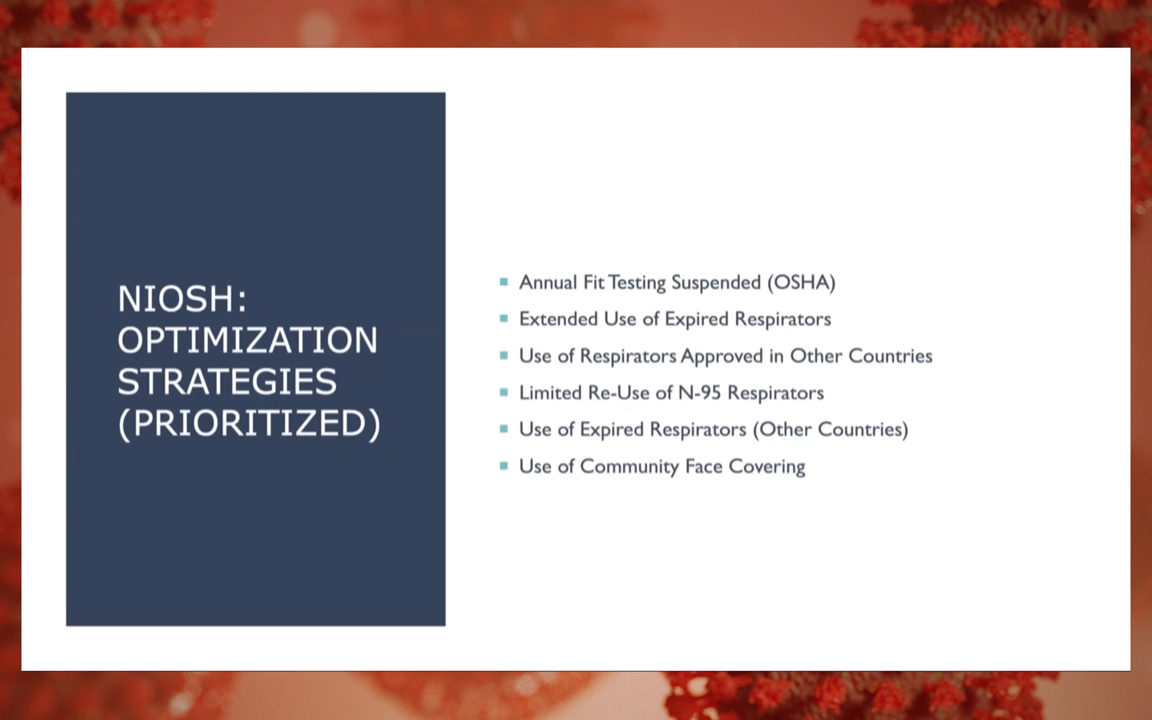 NIOSH:
OPTIMIZATION
STRATEGIES
(PRIORITIZED)
Annual Fit Testing Suspended (OSHA)
Extended Use of Expired Respirators
Use of Respirators Approved in Other Countries
Limited Re-Use of N-95 Respirators
Use of Expired Respirators (Other Countries)
Use of Community Face Covering